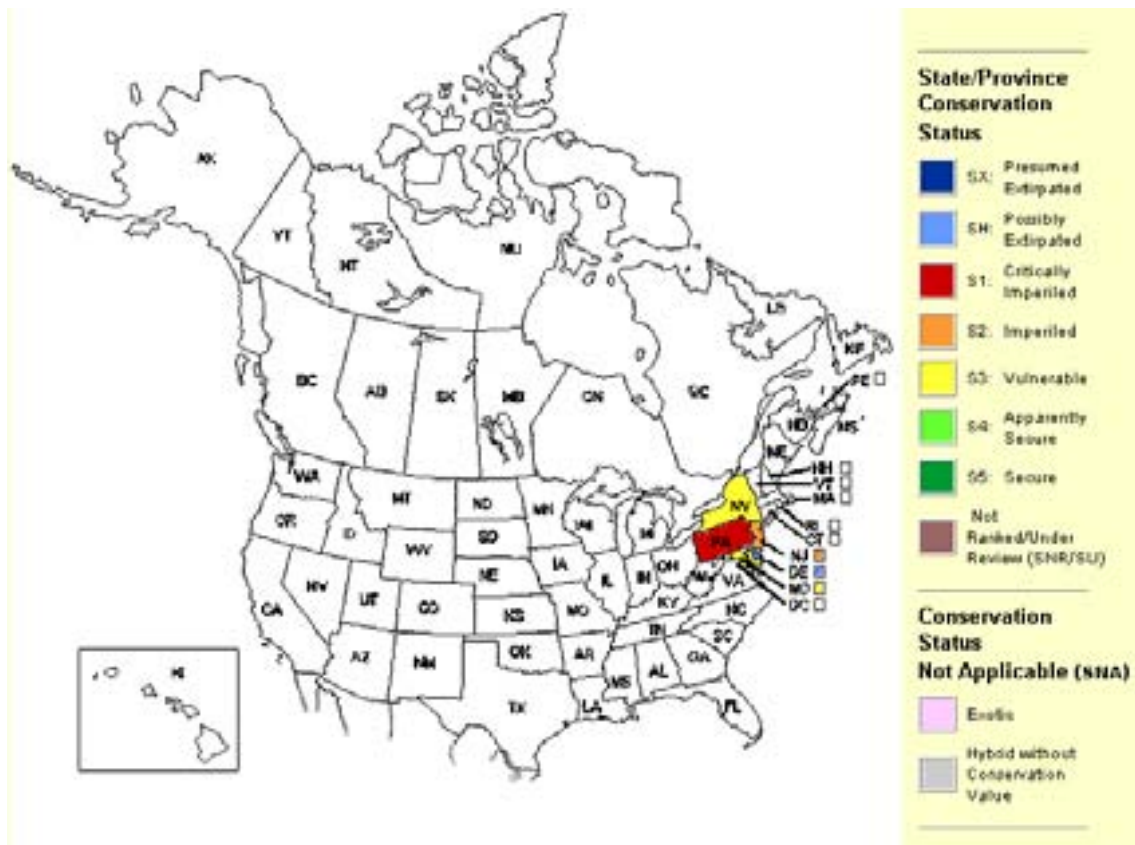 AK
YT
NT
NU
BC
AB
SK
MB
ON
LB
PE
NS
WA
MT
ND
MN
OR
ID
SD
WI
MI
WY
NE
IA
NV
UT
CO
KS
MO
IL
IN
OH
KY
VA
CA
AZ
NM
OK
AR
TN
NC
SC
MS
AL
GA
TX
LA
FL
HI
NH
VT
MA
RI
CT
NJ
DE
MD
DC
NY
PA
State/Province
Conservation
Status
SX: Presumed
Extirpated
SH: Possibly
Extirpated
S1: Critically
Imperiled
S2: Imperiled
S3: Vulnerable
S4: Apparently
Secure
S5: Secure
Not
Ranked/Under
Review (SNR/SU)
Conservation
Status
Not Applicable (SNA)
Exotic
Hybrid without
Conservation
Value